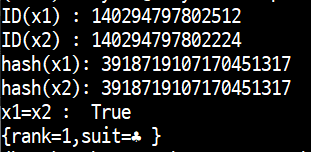 ID(x1) : 140294797802512
ID(x2) : 140294797802224
hash(x1): 3918719107170451317
hash(x2): 3918719107170451317
x1=x2 :  True
{rank=1,suit=♣ }